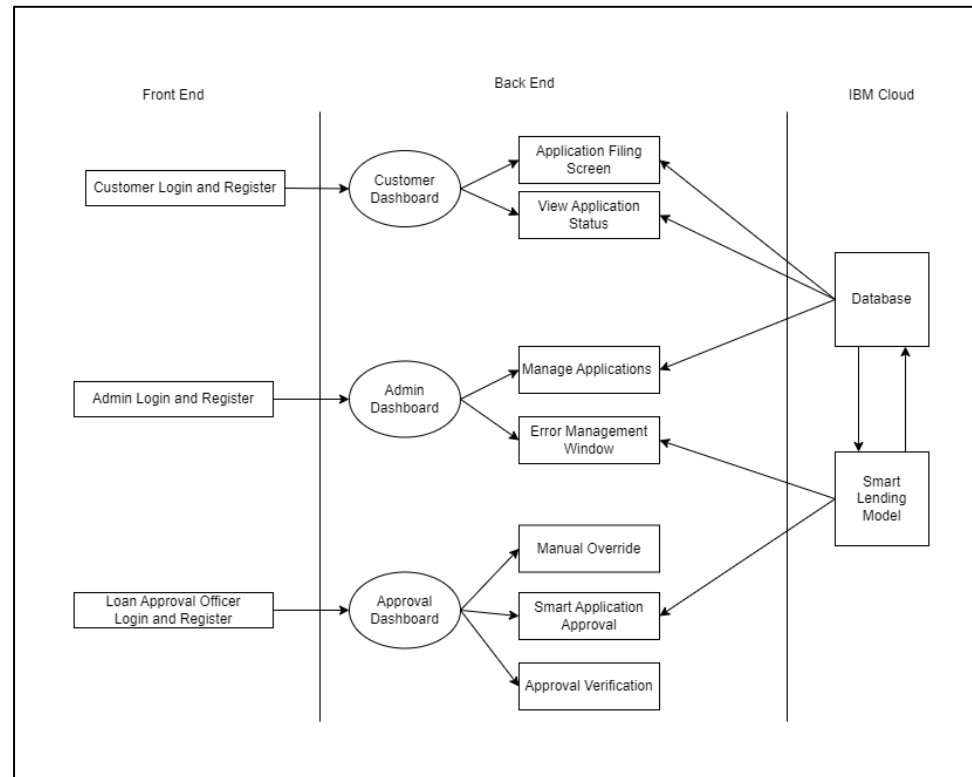 Front End
Back End
IBM Cloud
Customer Login and Register
Customer
Dashboard
Application Filing
Screen
View Application
Status
Database
Admin Login and Register
Admin
Dashboard
Manage Applications
Error Management
Window
Smart
Lending
Model
Loan Approval Officer
Login and Register
Approval
Dashboard
Manual Override
Smart Application
Approval
Approval Verification